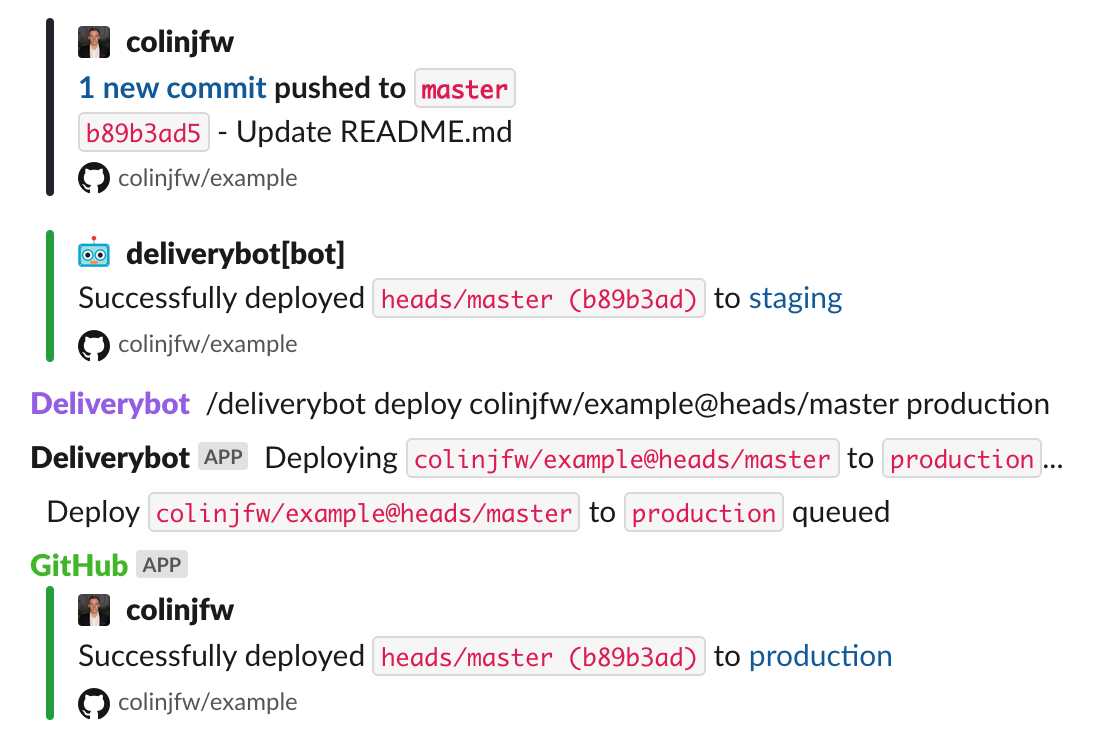 colinjfw
1 new commit pushed to master
b89b3ad5 - Update README.md
colinjfw/example
deliverybot[bot]
Successfully deployed heads/master (b89b3ad) to staging
colinjfw/example
Deliverybot /deliverybot deploy colinjfw/example@heads/master production
Deliverybot APP Deploying colinjfw/example@heads/master to production...
Deploy colinjfw/example@heads/master to production queued
GitHub APP
colinjfw
Successfully deployed heads/master (b89b3ad) to production
colinjfw/example